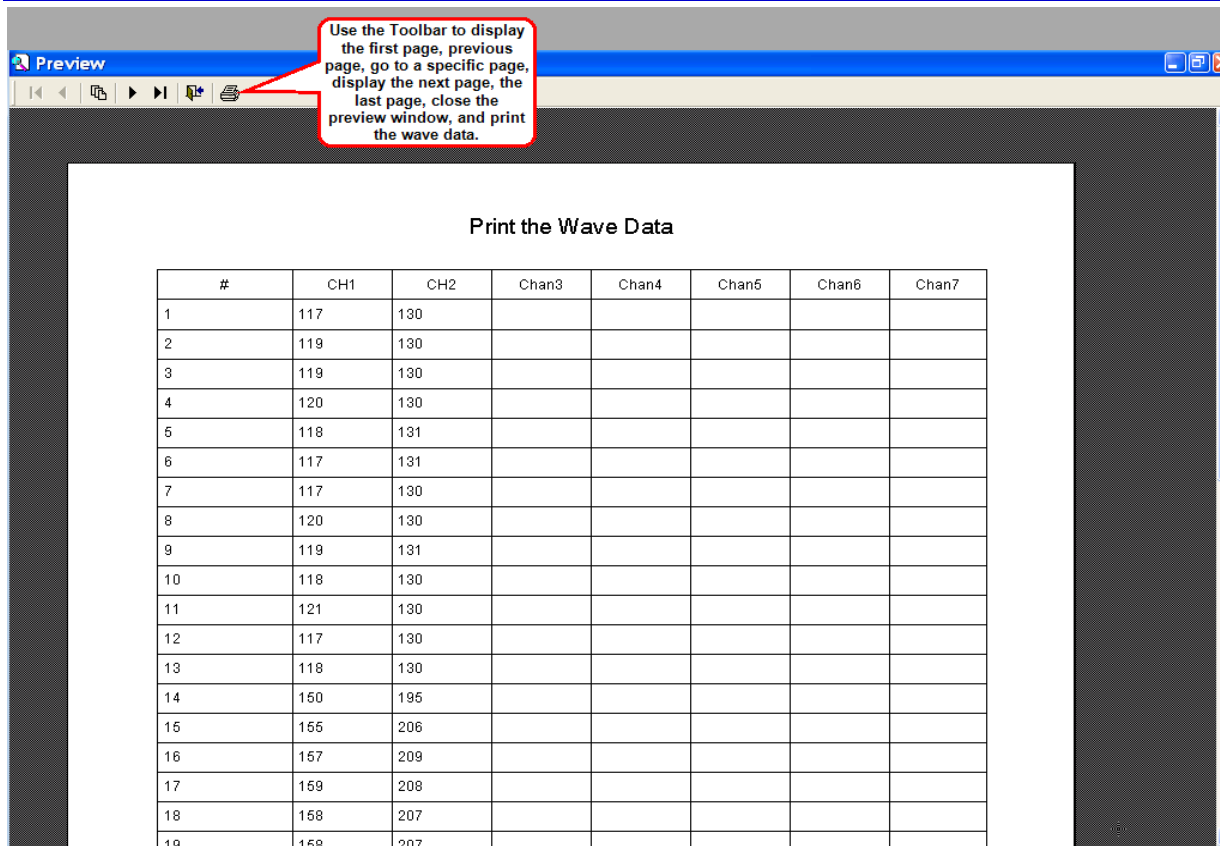 Use the Toolbar to display
the first page, previous
page, go to a specific page,
display the next page, the
last page, close the
preview window, and print
the wave data.
Preview
Print the Wave Data
# CH1 CH2 Chan3 Chan4 Chan5 Chan6 Chan7
1 117 130
2 119 130
3 119 130
4 120 130
5 118 131
6 117 131
7 117 130
8 120 130
9 119 131
10 118 130
11 121 130
12 117 130
13 118 130
14 150 195
15 155 206
16 157 209
17 159 208
18 158 207
19 158 207